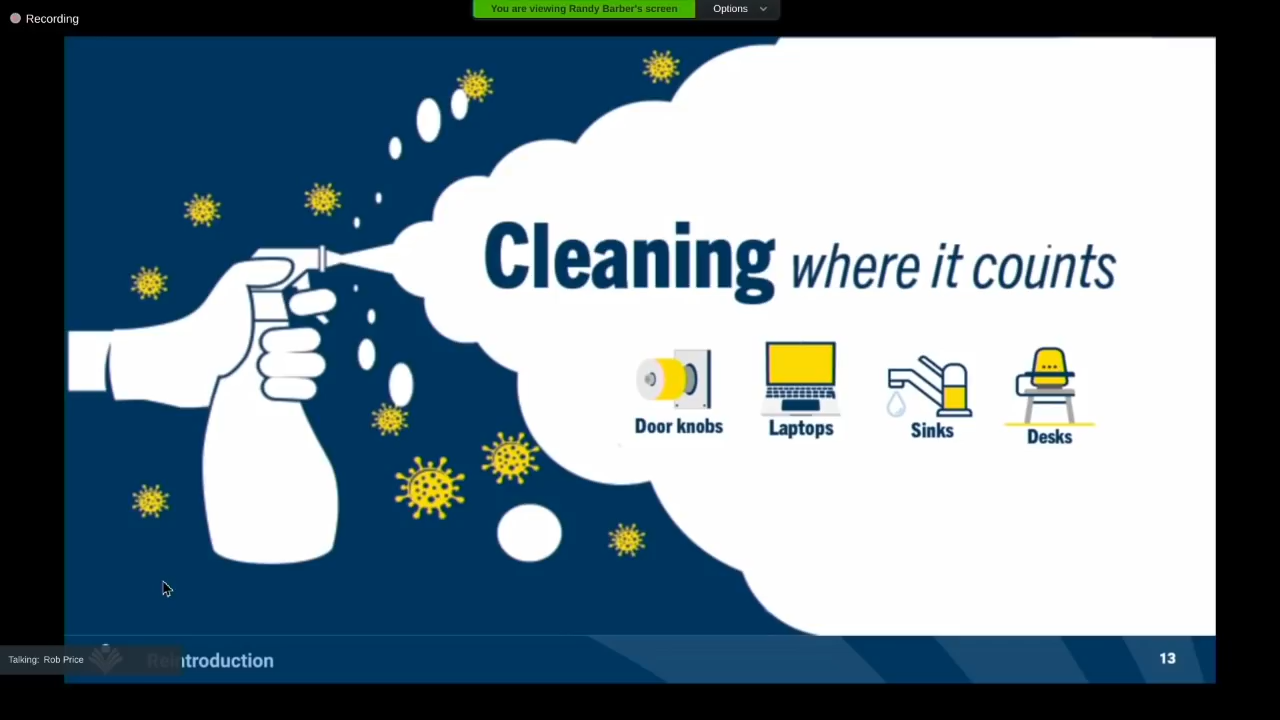 Recording
You are viewing Randy Barber's screen
Options
Cleaning where it counts
Door knobs
Laptops
Sinks
Desks
Talking: Rob Price
Reintroduction
13